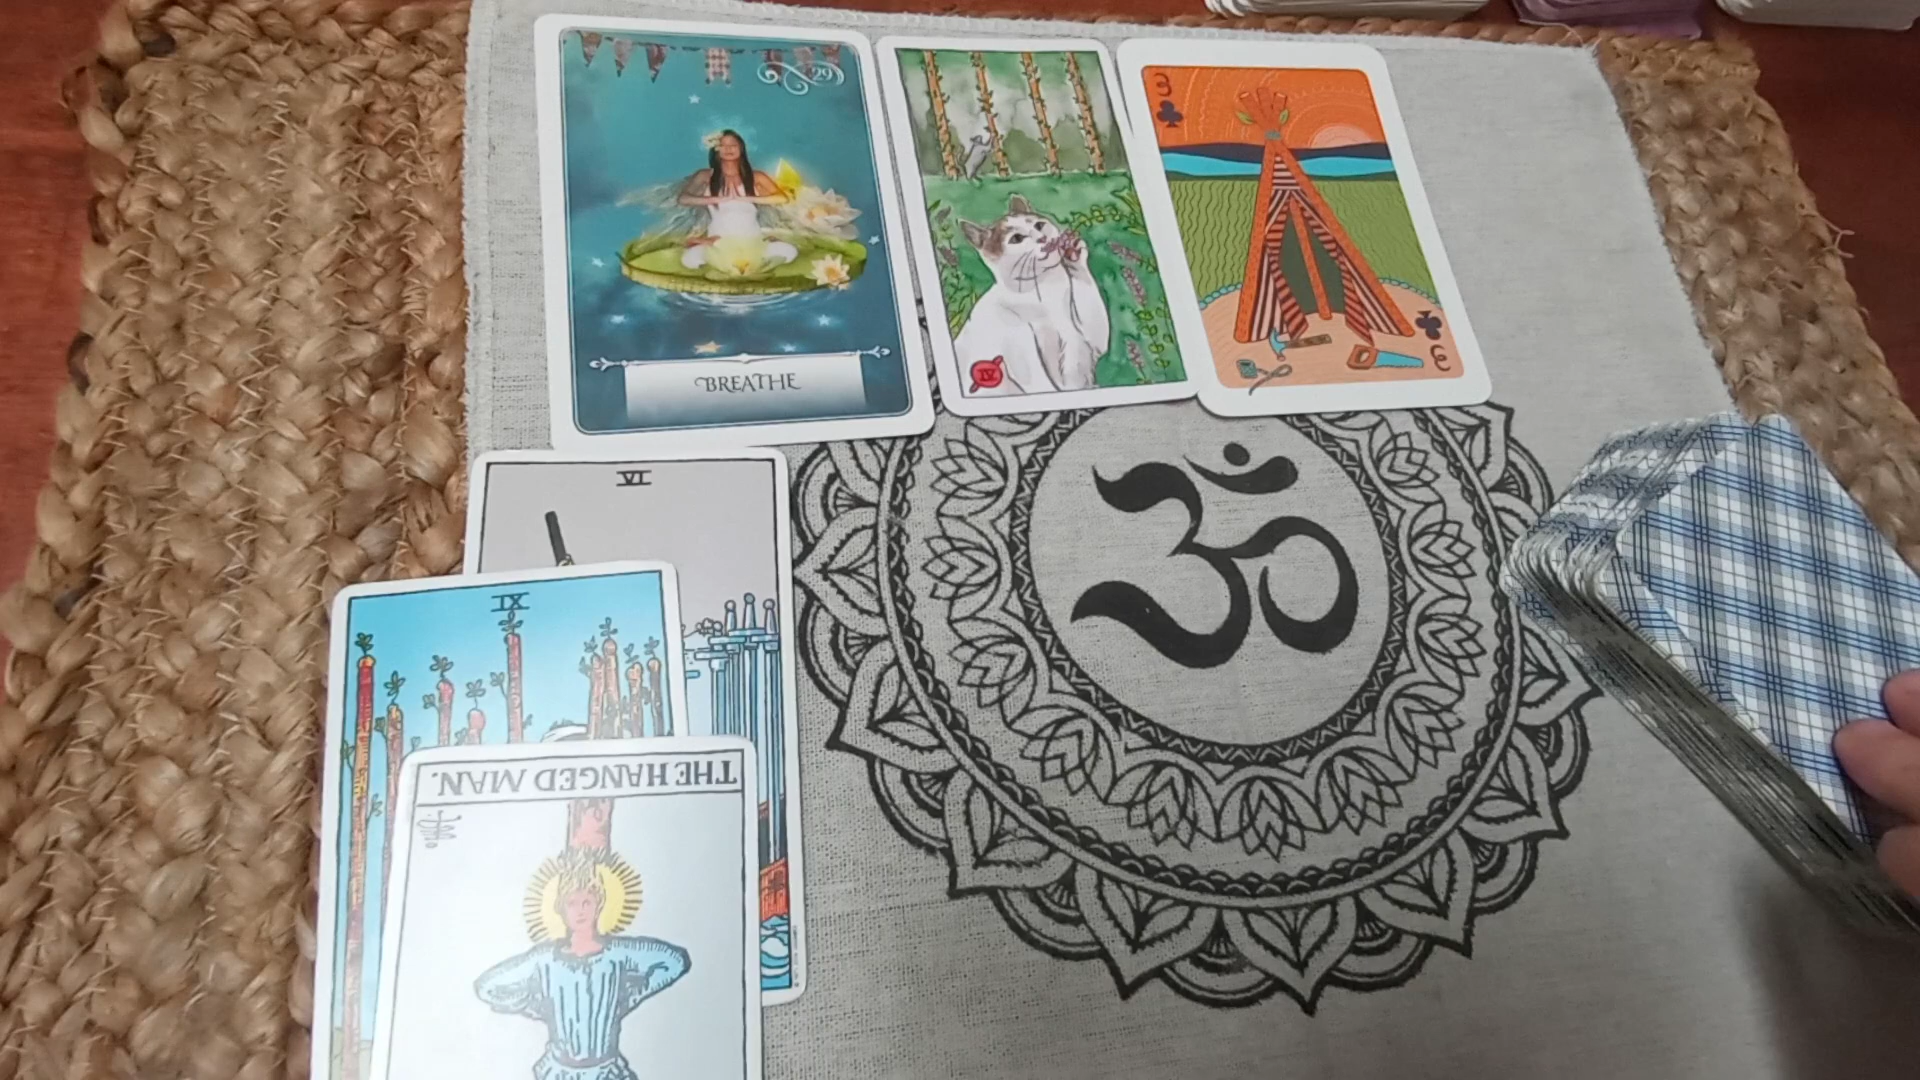 29
BREATHE
IV
3
3
VI
IX
THE HANGED MAN.
ॐ